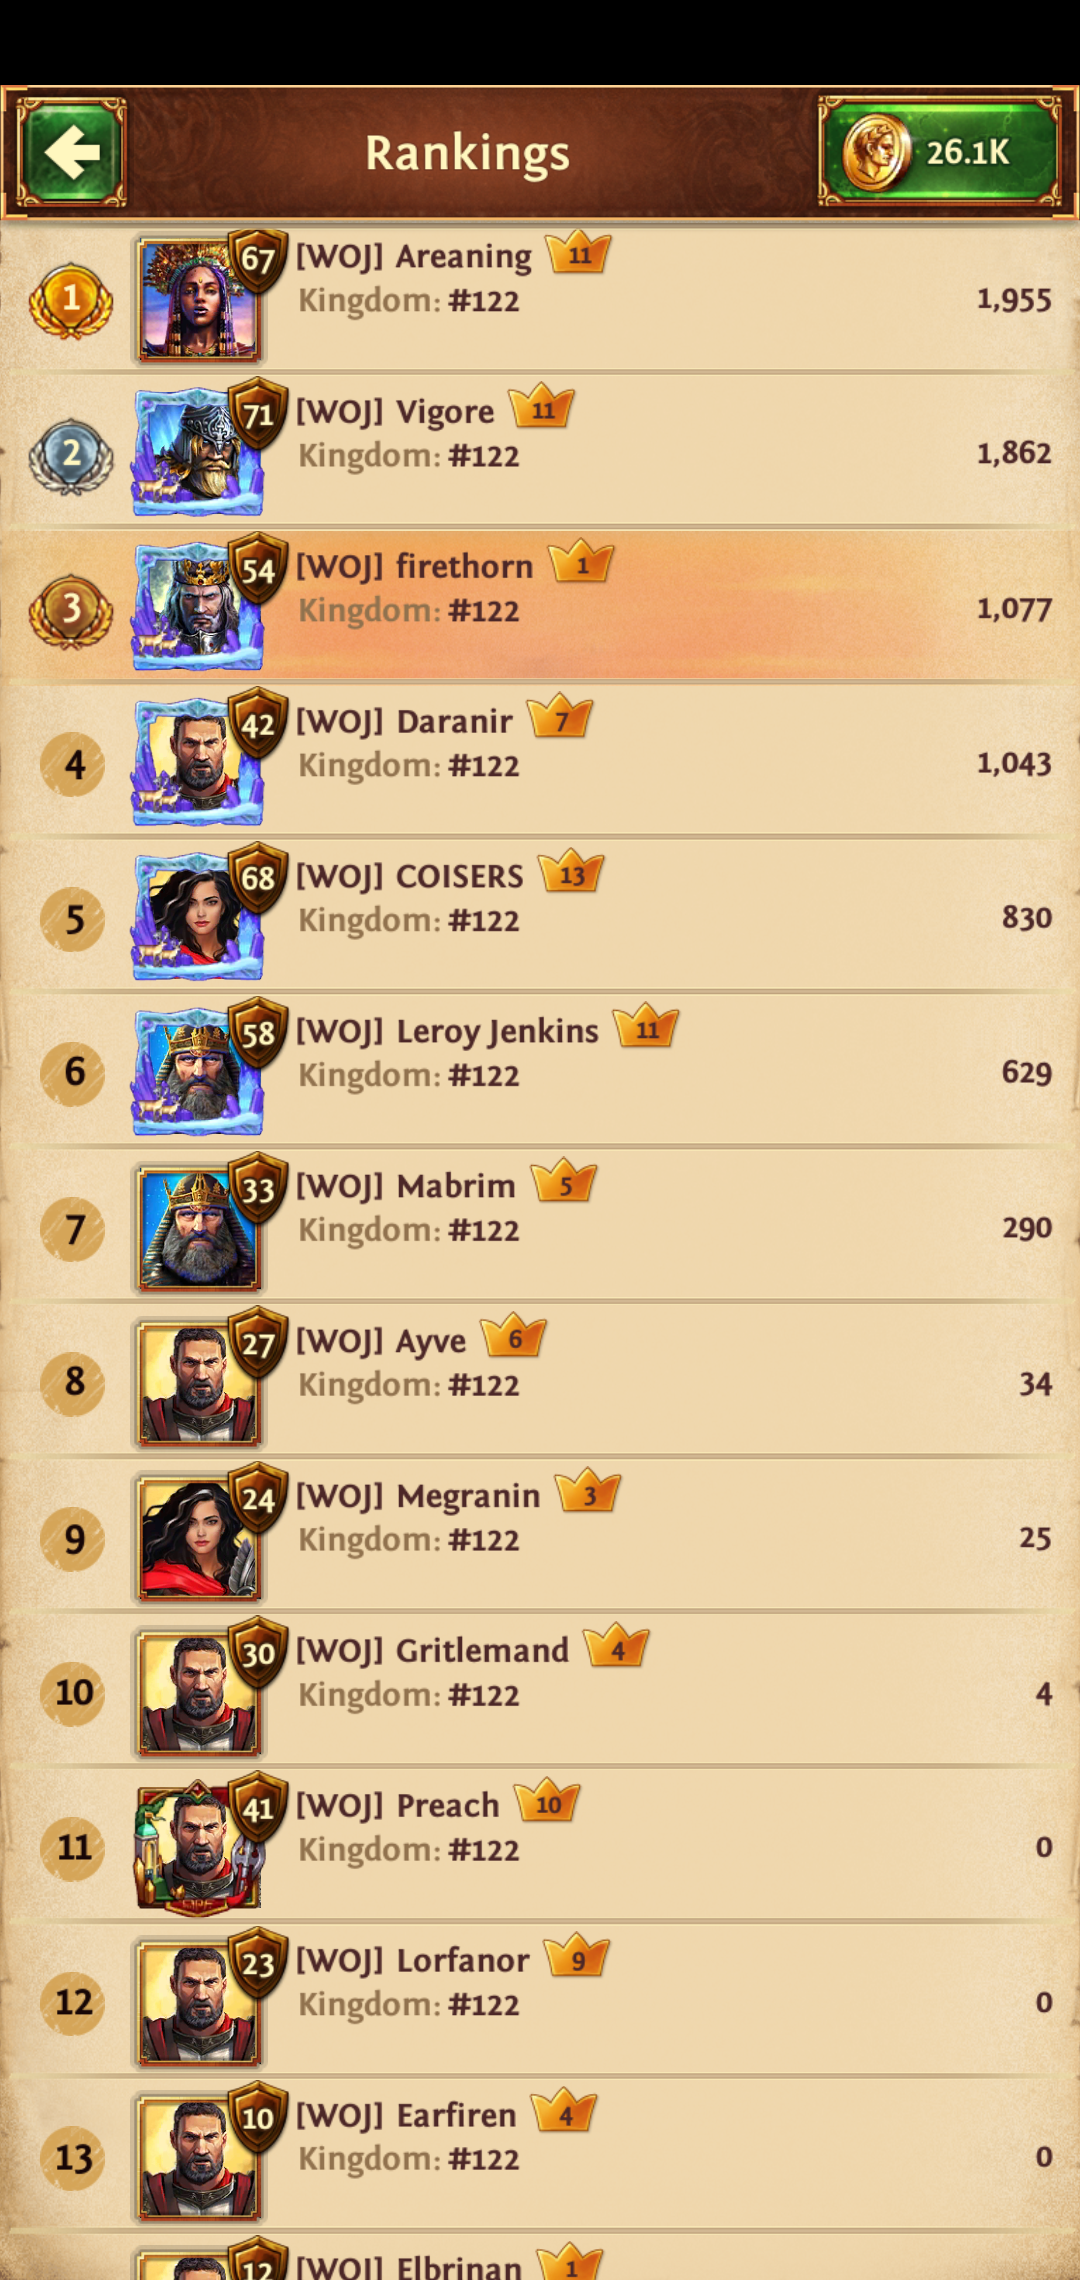 Rankings
26.1K
1
67
[WOJ] Areaning
11
Kingdom: #122
1,955
2
71
[WOJ] Vigore
11
Kingdom: #122
1,862
3
54
[WOJ] firethorn
1
Kingdom: #122
1,077
4
42
[WOJ] Daranir
7
Kingdom: #122
1,043
5
68
[WOJ] COISERS
13
Kingdom: #122
830
6
58
[WOJ] Leroy Jenkins
11
Kingdom: #122
629
7
33
[WOJ] Mabrim
5
Kingdom: #122
290
8
27
[WOJ] Ayve
6
Kingdom: #122
34
9
24
[WOJ] Megranin
3
Kingdom: #122
25
10
30
[WOJ] Gritlemand
4
Kingdom: #122
4
11
41
[WOJ] Preach
10
Kingdom: #122
0
12
23
[WOJ] Lorfanor
9
Kingdom: #122
0
13
10
[WOJ] Earfiren
4
Kingdom: #122
0
12
[WOJ] Elbrinan
1